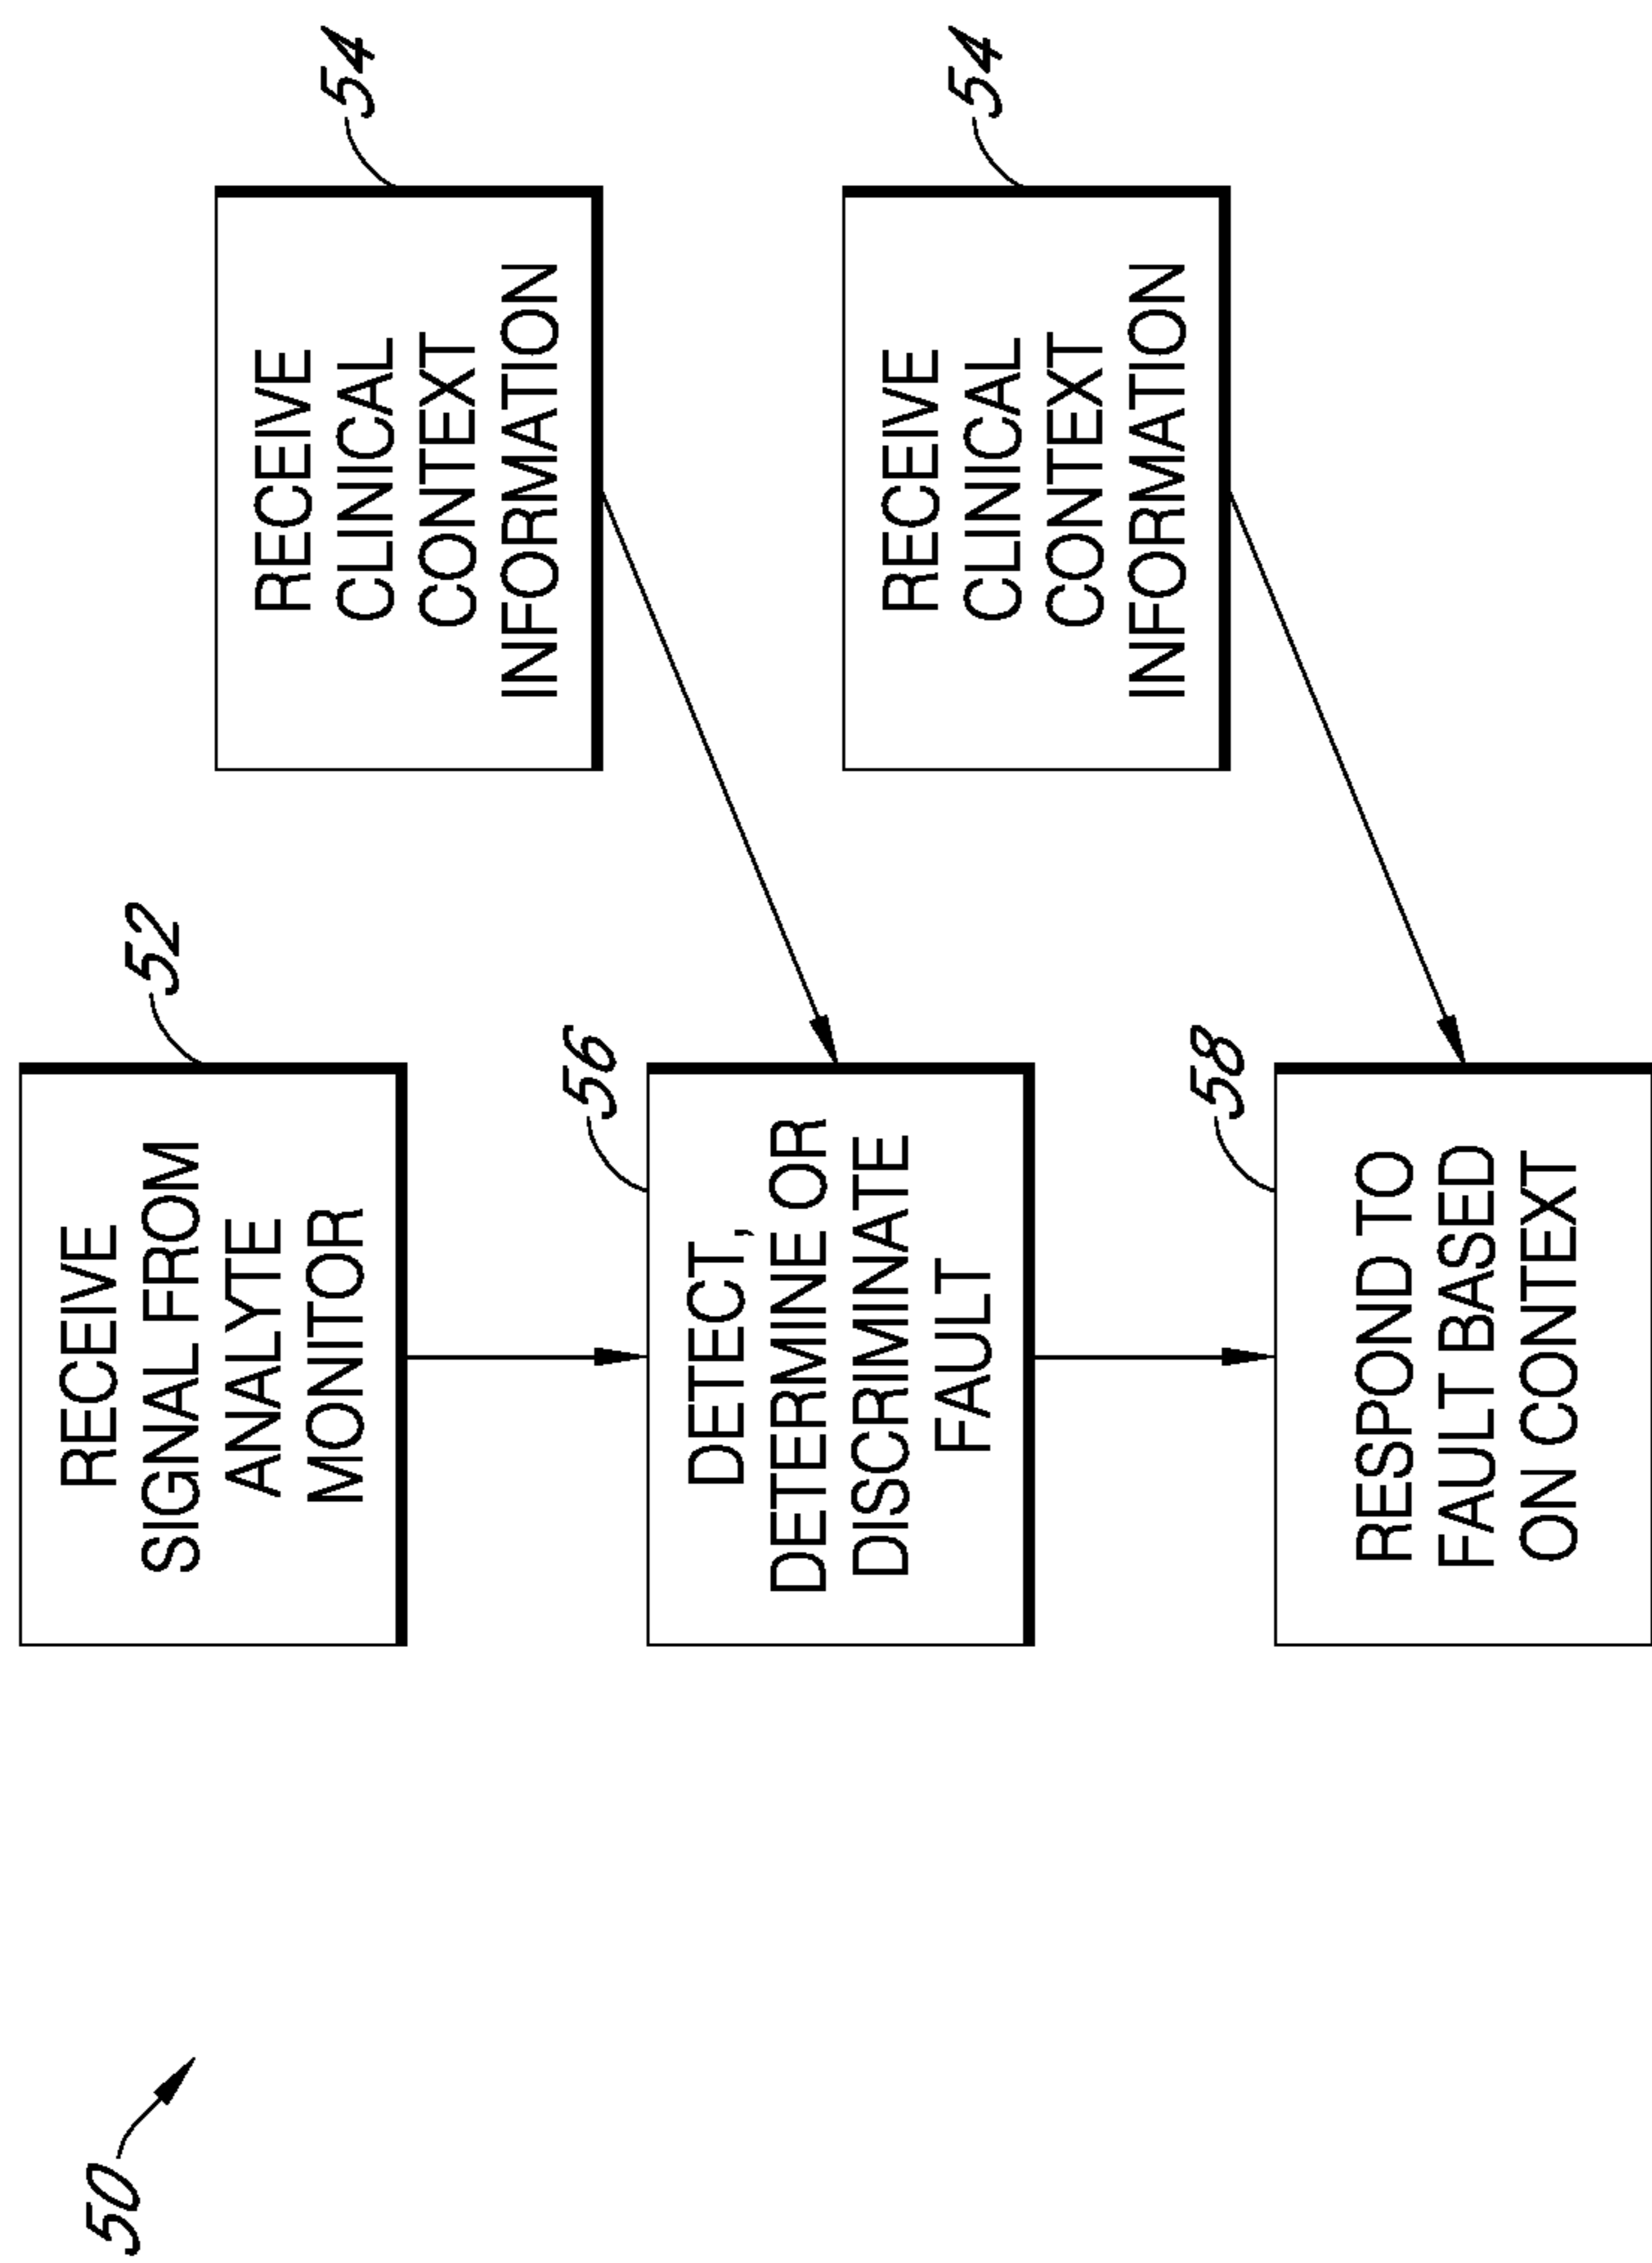 50
52
RECEIVE
SIGNAL FROM
ANALYTE
MONITOR
54
RECEIVE
CLINICAL
CONTEXT
INFORMATION
56
DETECT,
DETERMINE OR
DISCRIMINATE
FAULT
54
RECEIVE
CLINICAL
CONTEXT
INFORMATION
58
RESPOND TO
FAULT BASED
ON CONTEXT